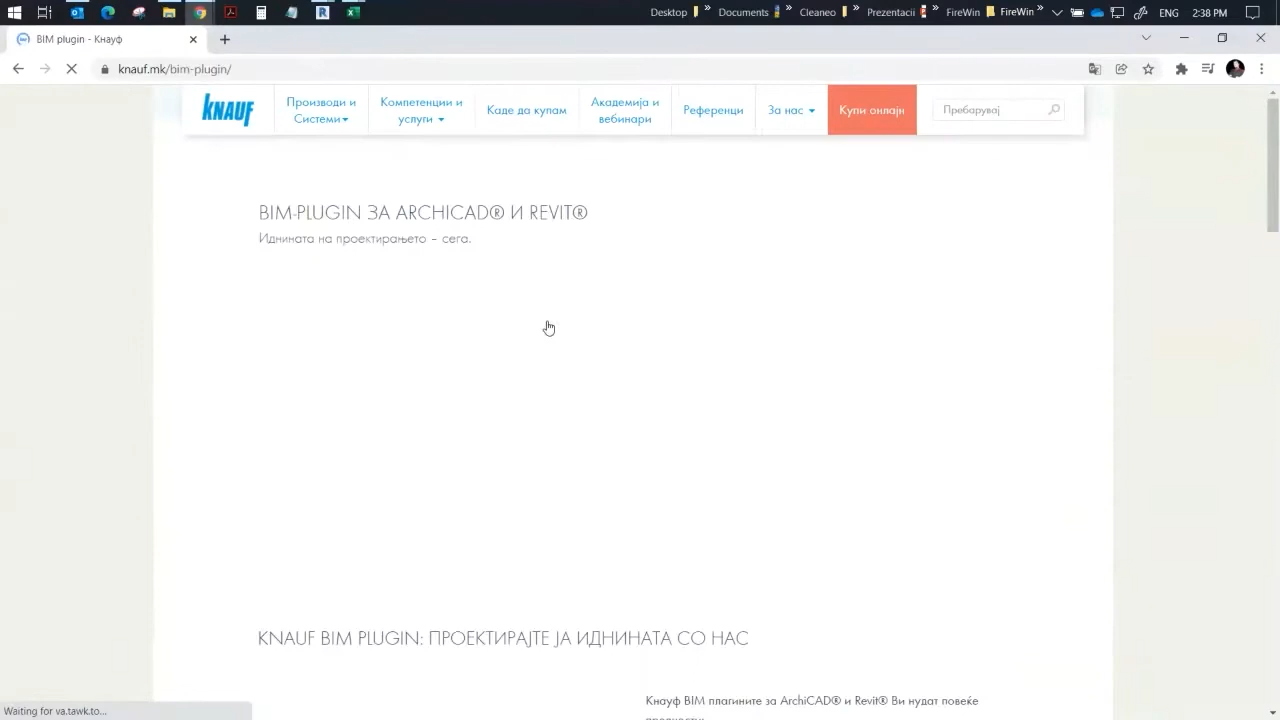 Desktop
Documents
Cleaneo
Prezentacii
FireWin
FireWin
ENG
2:38 PM
BIM plugin - Кнауф
knauf.mk/bim-plugin/
KNAUF
Производи и
Системи
Компетенции и
услуги
Каде да купам
Академија и
вебинари
Референци
За нас
Купи онлајн
Пребарувај
BIM-PLUGIN ЗА ARCHICAD® И REVIT®
Иднината на проектирањето – сега.
KNAUF BIM PLUGIN: ПРОЕКТИРАЈТЕ ЈА ИДНИНАТА СО НАС
Кнауф BIM плагините за ArchiCAD® и Revit® Ви нудат повеќе
Waiting for va.tawk.to...